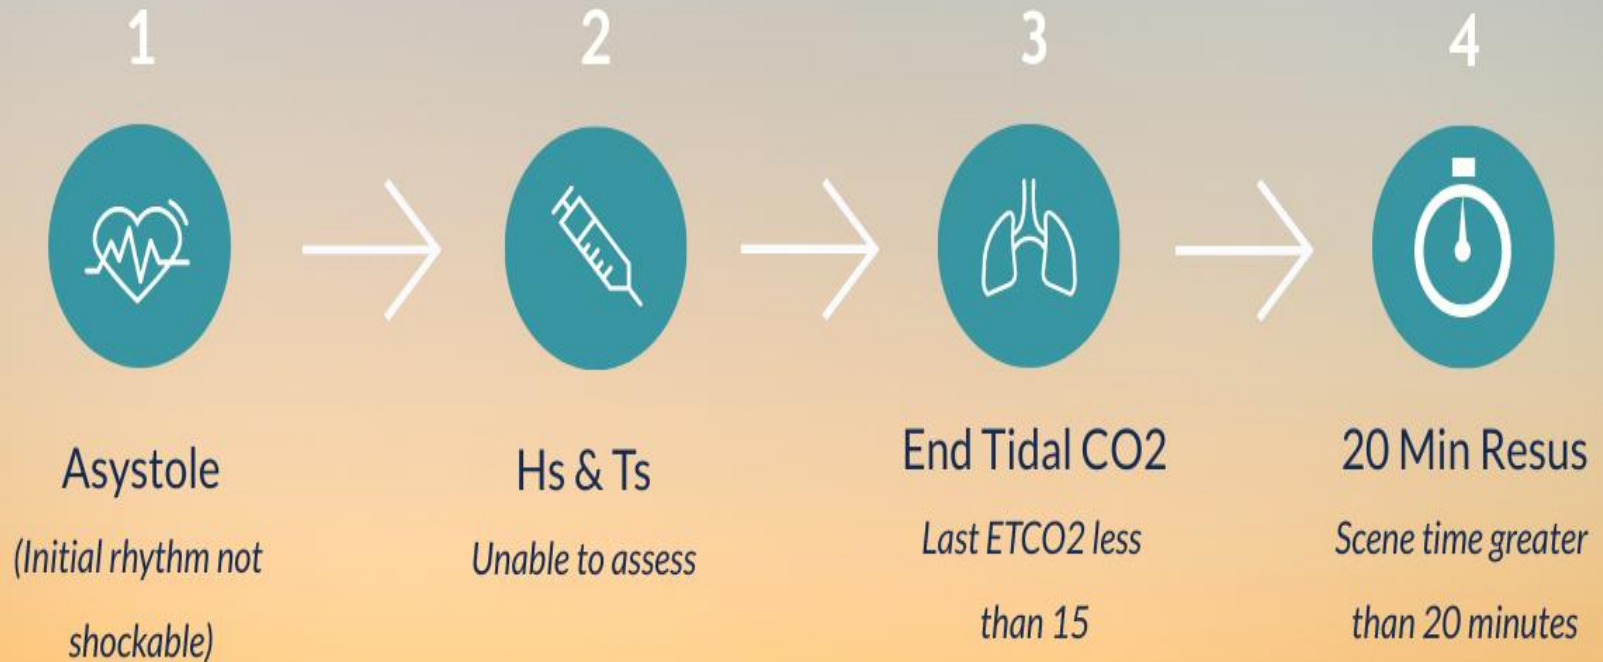 1
2
3
4
Asystole
(Initial rhythm not
shockable)
Hs & Ts
Unable to assess
End Tidal CO2
Last ETCO2 less
than 15
20 Min Resus
Scene time greater
than 20 minutes